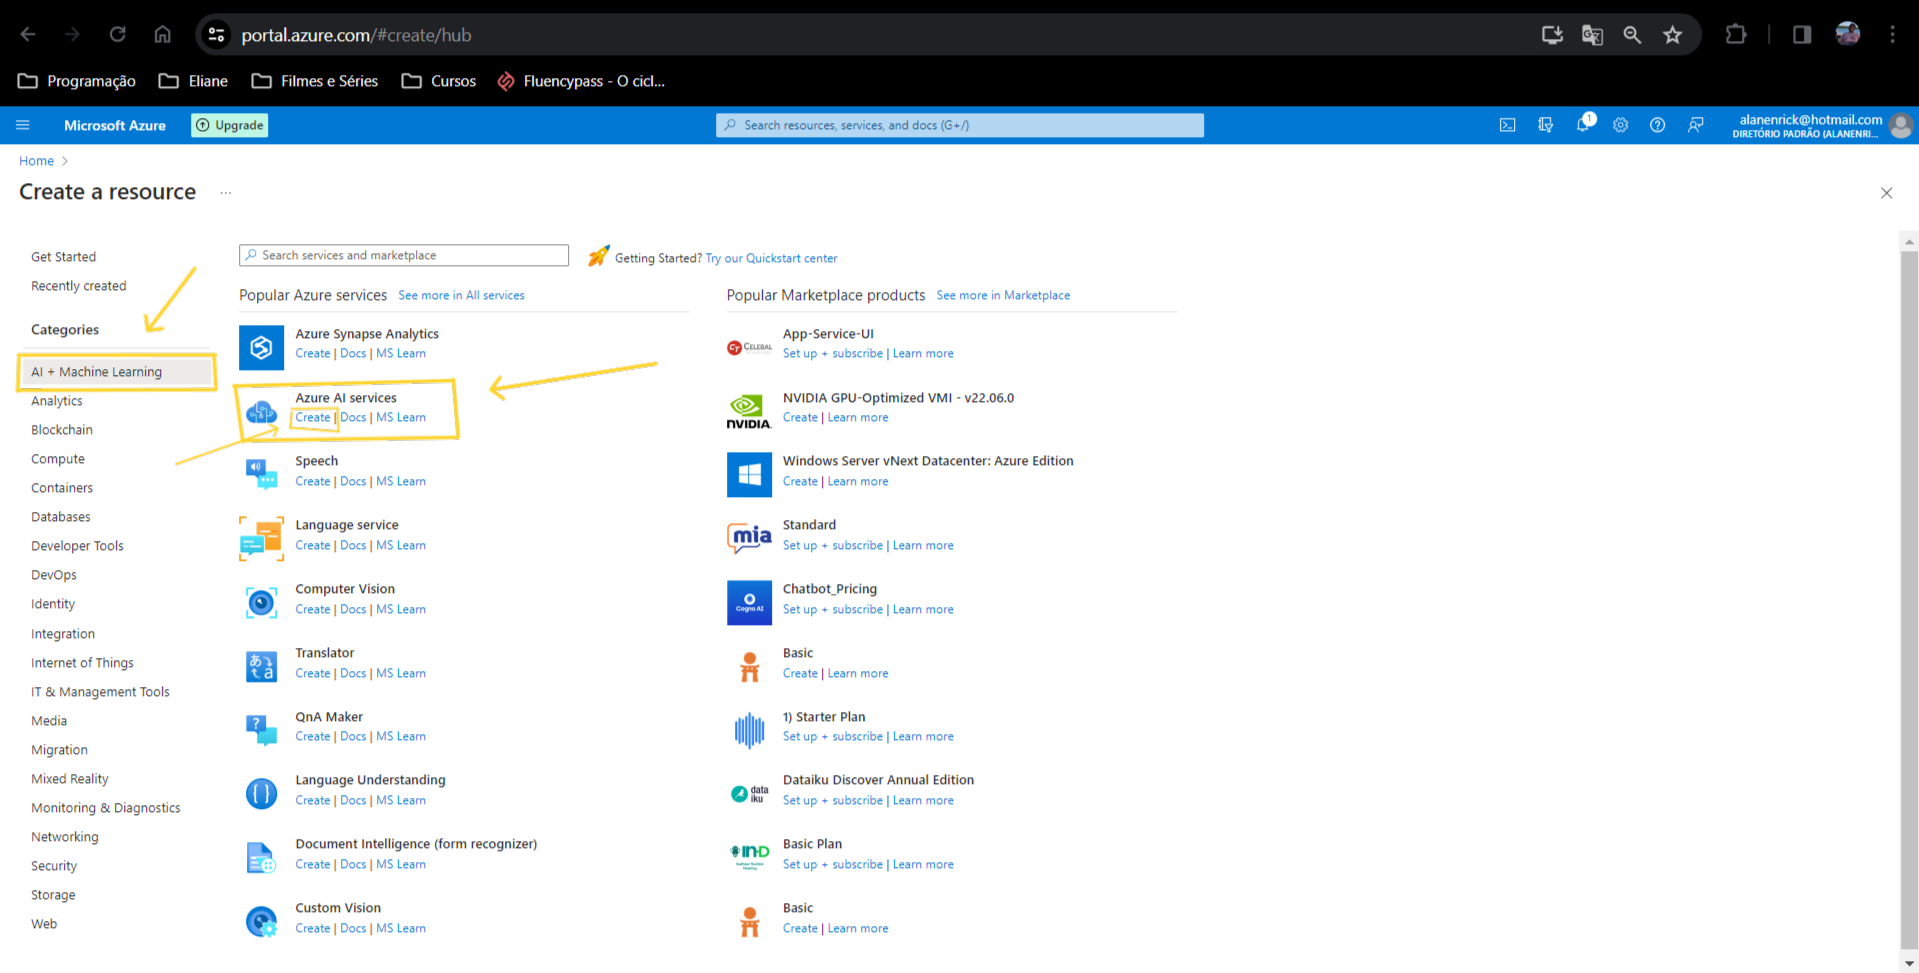 portal.azure.com/#create/hub
Programação Eliane Filmes e Séries Cursos Fluencypass - O cicl...
Microsoft Azure Upgrade Search resources, services, and docs (G+/) 1 alanenrick@hotmail.com
DIRETÓRIO PADRÃO (ALANENRI...
Home >
Create a resource ...
Get Started
Recently created
Categories
AI + Machine Learning
Analytics
Blockchain
Compute
Containers
Databases
Developer Tools
DevOps
Identity
Integration
Internet of Things
IT & Management Tools
Media
Migration
Mixed Reality
Monitoring & Diagnostics
Networking
Security
Storage
Web
Search services and marketplace
Getting Started? Try our Quickstart center
Popular Azure services See more in All services
Azure Synapse Analytics
Create | Docs | MS Learn
Azure AI services
Create | Docs | MS Learn
Speech
Create | Docs | MS Learn
Language service
Create | Docs | MS Learn
Computer Vision
Create | Docs | MS Learn
Translator
Create | Docs | MS Learn
QnA Maker
Create | Docs | MS Learn
Language Understanding
Create | Docs | MS Learn
Document Intelligence (form recognizer)
Create | Docs | MS Learn
Custom Vision
Create | Docs | MS Learn
Popular Marketplace products See more in Marketplace
CELEBAL
App-Service-UI
Set up + subscribe | Learn more
NVIDIA.
NVIDIA GPU-Optimized VMI - v22.06.0
Create | Learn more
Windows Server vNext Datacenter: Azure Edition
Create | Learn more
mia
Standard
Set up + subscribe | Learn more
Cogno AI
Chatbot_Pricing
Set up + subscribe | Learn more
Basic
Create | Learn more
1) Starter Plan
Set up + subscribe | Learn more
data
iku
Dataiku Discover Annual Edition
Set up + subscribe | Learn more
IN-D
Basic Plan
Set up + subscribe | Learn more
Basic
Create | Learn more